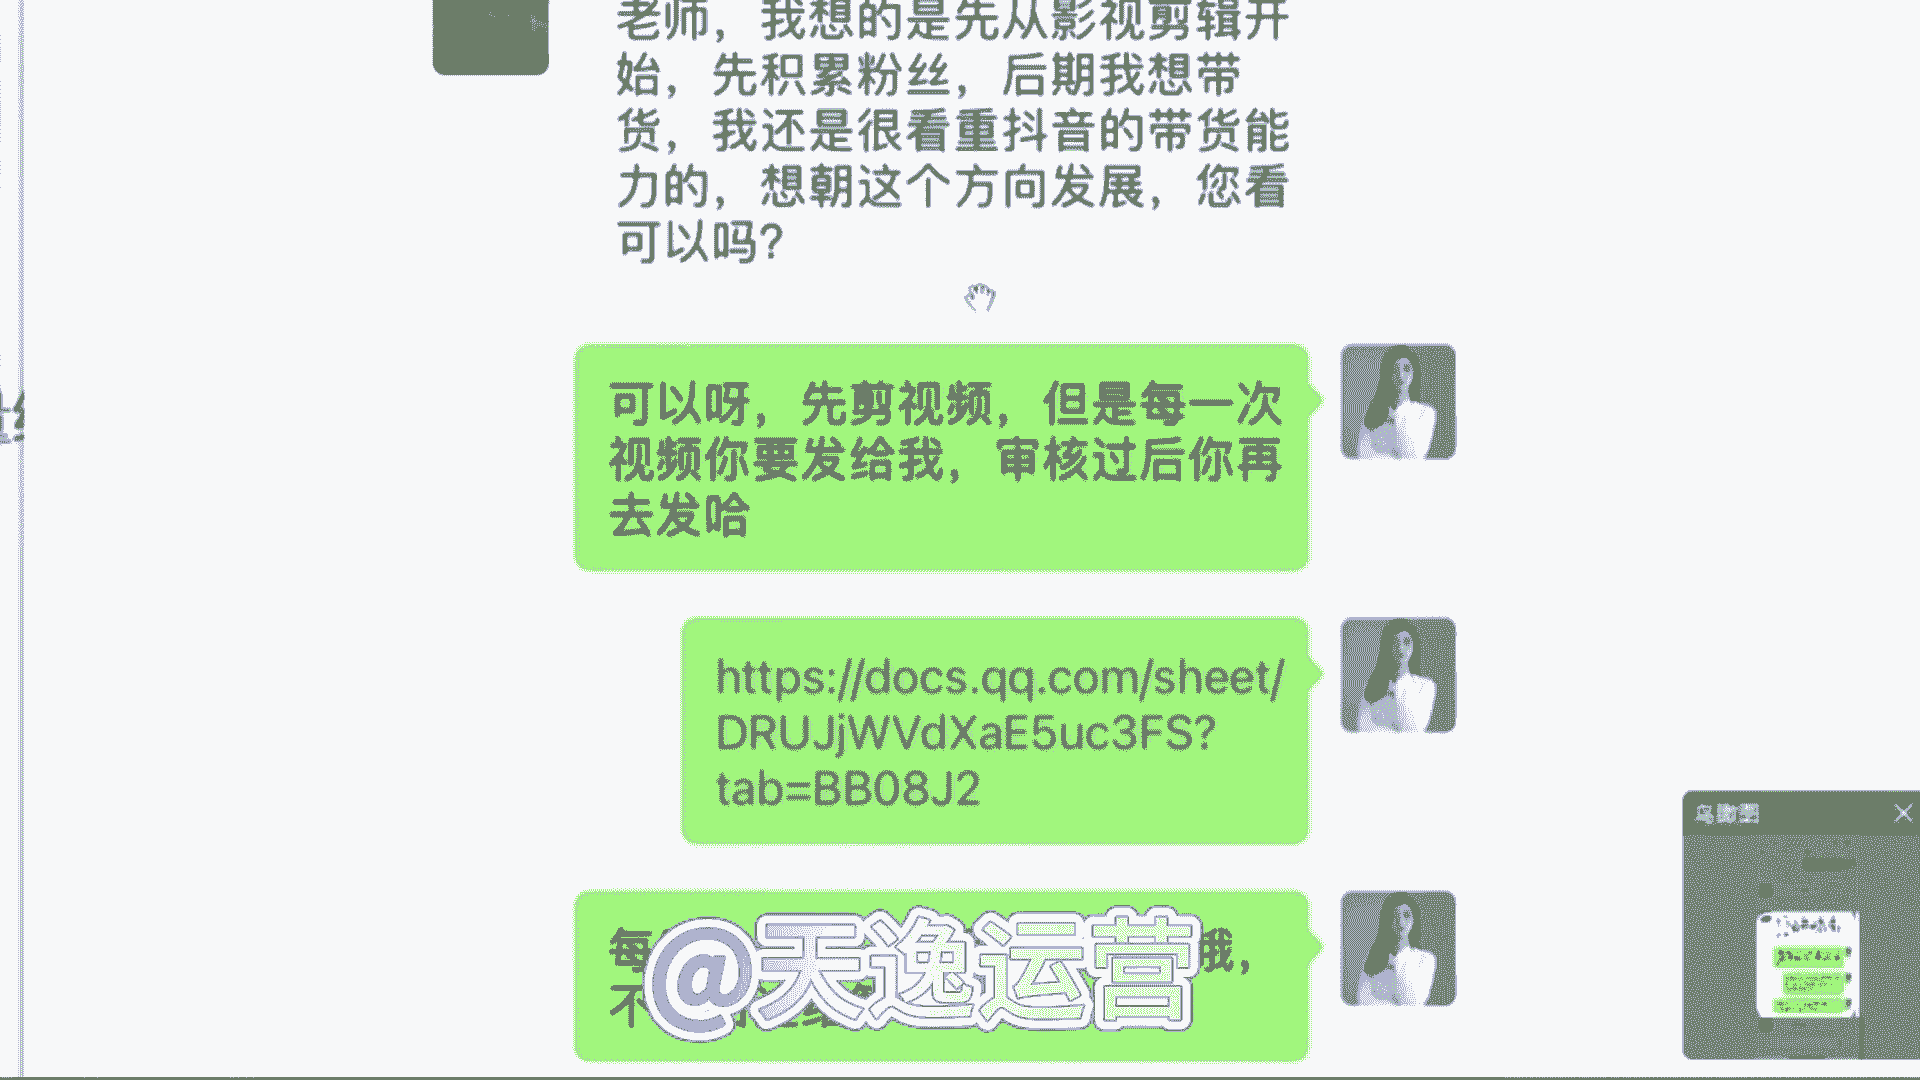 老师，我想的是先从影视剪辑开
始，先积累粉丝，后期我想带
货，我还是很看重抖音的带货能
力的，想朝这个方向发展，您看
可以吗？
可以呀，先剪视频，但是每一次
视频你要发给我，审核过后你再
去发哈
https://docs.qq.com/sheet/
DRUJjWVdXaE5uc3FS?
tab=BB08J2
每 我，
不
@天逸运营